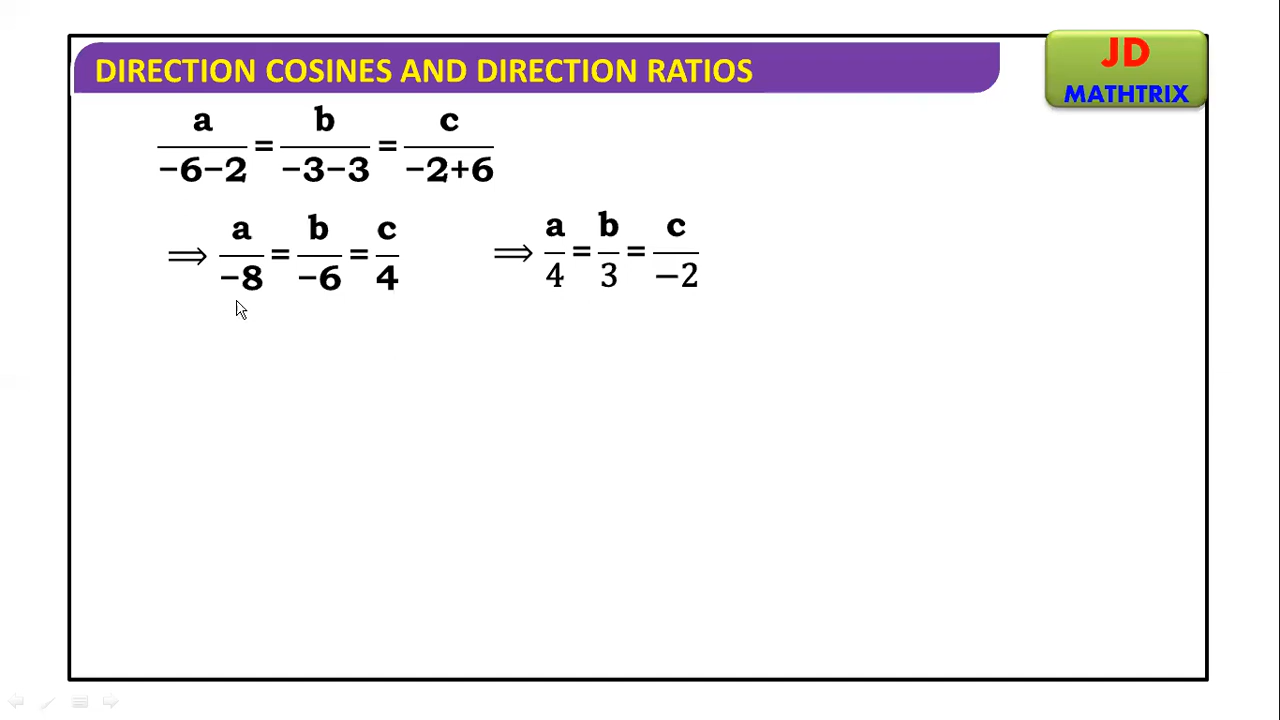 DIRECTION COSINES AND DIRECTION RATIOS
JD
MATHTRIX
a/−6−2 = b/−3−3 = c/−2+6
⟹ a/−8 = b/−6 = c/4 ⟹ a/4 = b/3 = c/−2